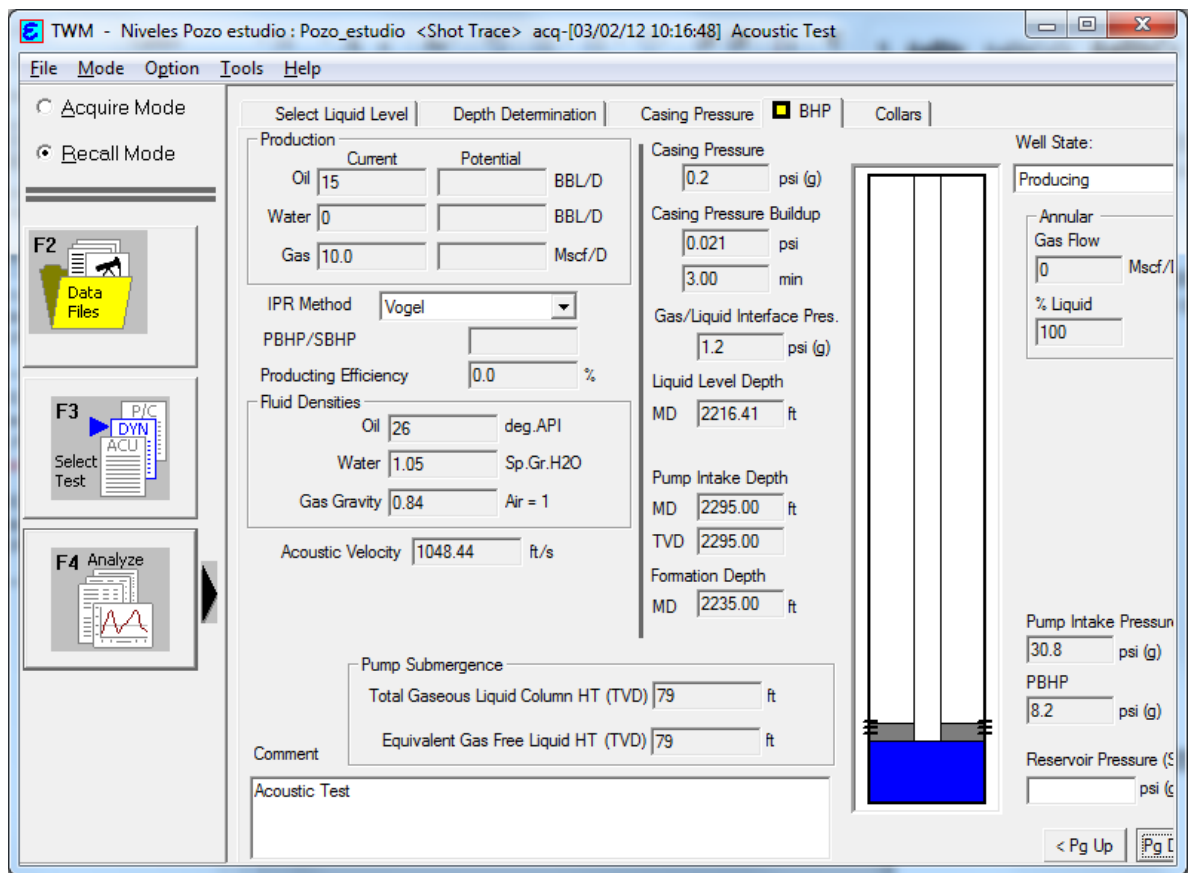 TWM - Niveles Pozo estudio : Pozo_estudio <Shot Trace> acq-[03/02/12 10:16:48] Acoustic Test
File Mode Option Tools Help
Acquire Mode
Recall Mode
F2
Data
Files
F3
P/C
DYN
ACU
Select
Test
F4 Analyze
Select Liquid Level Depth Determination Casing Pressure BHP Collars
Production
Current Potential
Oil 15 BBL/D
Water 0 BBL/D
Gas 10.0 Mscf/D
IPR Method Vogel
PBHP/SBHP
Producting Efficiency 0.0 %
Fluid Densities
Oil 26 deg.API
Water 1.05 Sp.Gr.H2O
Gas Gravity 0.84 Air = 1
Acoustic Velocity 1048.44 ft/s
Casing Pressure
0.2 psi (g)
Casing Pressure Buildup
0.021 psi
3.00 min
Gas/Liquid Interface Pres.
1.2 psi (g)
Liquid Level Depth
MD 2216.41 ft
Pump Intake Depth
MD 2295.00 ft
TVD 2295.00
Formation Depth
MD 2235.00 ft
Pump Submergence
Total Gaseous Liquid Column HT (TVD) 79 ft
Equivalent Gas Free Liquid HT (TVD) 79 ft
Comment
Acoustic Test
Well State:
Producing
Annular
Gas Flow
0 Mscf/
% Liquid
100
Pump Intake Pressur
30.8 psi (g)
PBHP
8.2 psi (g)
Reservoir Pressure (S
psi (g
< Pg Up Pg